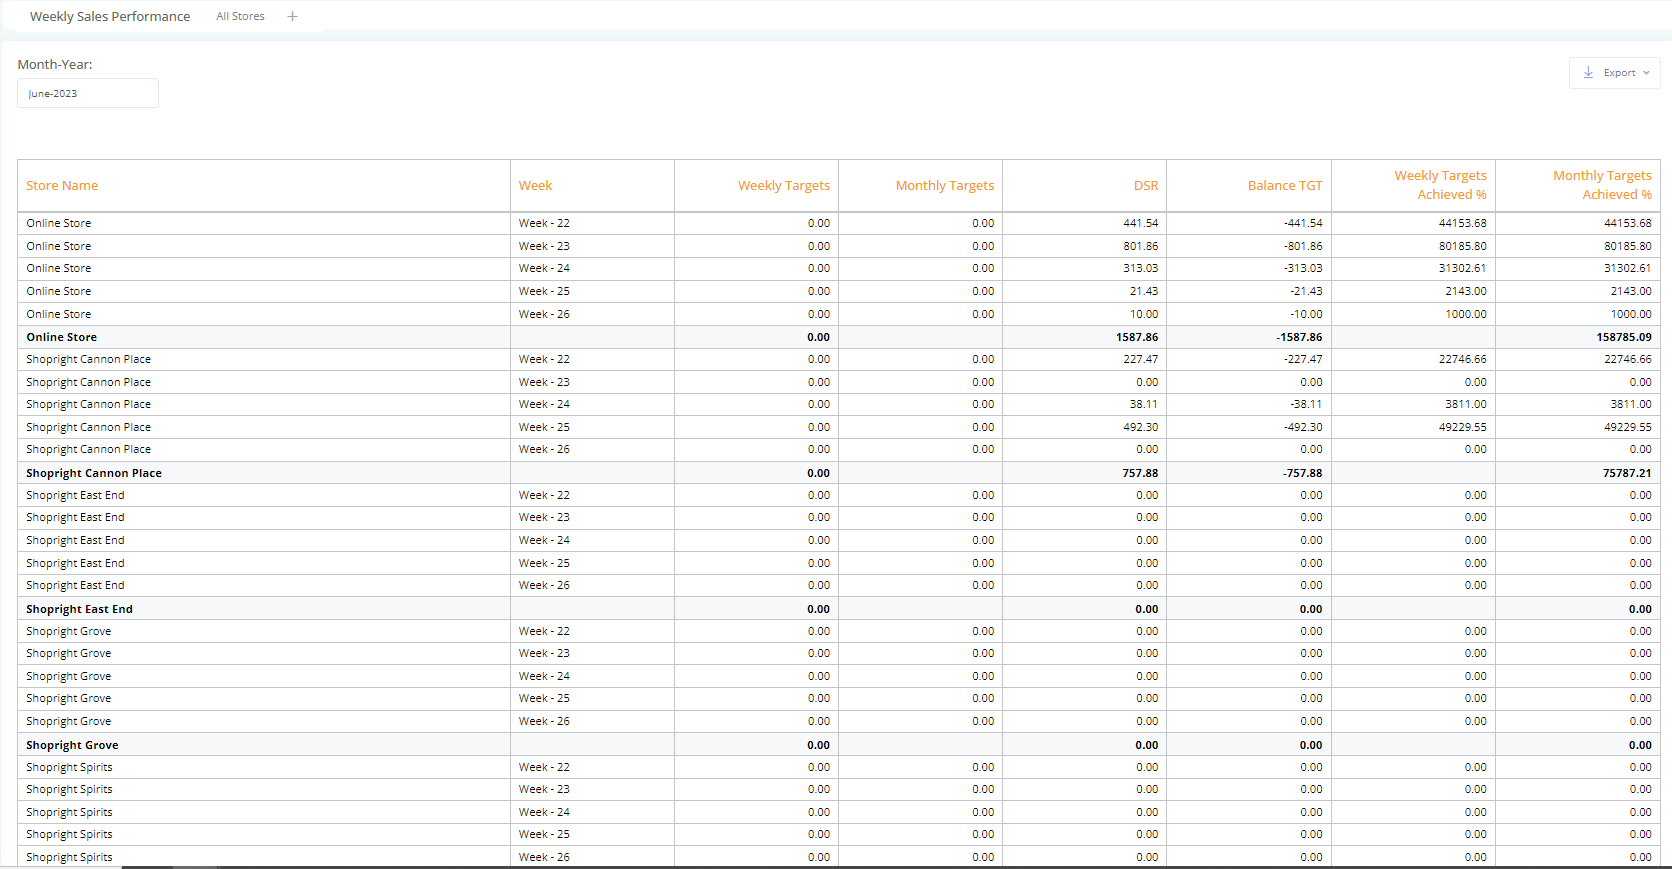 Weekly Sales Performance All Stores +
Month-Year:
June-2023
Export
Store Name Week Weekly Targets Monthly Targets DSR Balance TGT Weekly Targets Achieved % Monthly Targets Achieved %
Online Store Week - 22 0.00 0.00 441.54 -441.54 44153.68 44153.68
Online Store Week - 23 0.00 0.00 801.86 -801.86 80185.80 80185.80
Online Store Week - 24 0.00 0.00 313.03 -313.03 31302.61 31302.61
Online Store Week - 25 0.00 0.00 21.43 -21.43 2143.00 2143.00
Online Store Week - 26 0.00 0.00 10.00 -10.00 1000.00 1000.00
Online Store 0.00 1587.86 -1587.86 158785.09
Shopright Cannon Place Week - 22 0.00 0.00 227.47 -227.47 22746.66 22746.66
Shopright Cannon Place Week - 23 0.00 0.00 0.00 0.00 0.00 0.00
Shopright Cannon Place Week - 24 0.00 0.00 38.11 -38.11 3811.00 3811.00
Shopright Cannon Place Week - 25 0.00 0.00 492.30 -492.30 49229.55 49229.55
Shopright Cannon Place Week - 26 0.00 0.00 0.00 0.00 0.00 0.00
Shopright Cannon Place 0.00 757.88 -757.88 75787.21
Shopright East End Week - 22 0.00 0.00 0.00 0.00 0.00 0.00
Shopright East End Week - 23 0.00 0.00 0.00 0.00 0.00 0.00
Shopright East End Week - 24 0.00 0.00 0.00 0.00 0.00 0.00
Shopright East End Week - 25 0.00 0.00 0.00 0.00 0.00 0.00
Shopright East End Week - 26 0.00 0.00 0.00 0.00 0.00 0.00
Shopright East End 0.00 0.00 0.00 0.00
Shopright Grove Week - 22 0.00 0.00 0.00 0.00 0.00 0.00
Shopright Grove Week - 23 0.00 0.00 0.00 0.00 0.00 0.00
Shopright Grove Week - 24 0.00 0.00 0.00 0.00 0.00 0.00
Shopright Grove Week - 25 0.00 0.00 0.00 0.00 0.00 0.00
Shopright Grove Week - 26 0.00 0.00 0.00 0.00 0.00 0.00
Shopright Grove 0.00 0.00 0.00 0.00
Shopright Spirits Week - 22 0.00 0.00 0.00 0.00 0.00 0.00
Shopright Spirits Week - 23 0.00 0.00 0.00 0.00 0.00 0.00
Shopright Spirits Week - 24 0.00 0.00 0.00 0.00 0.00 0.00
Shopright Spirits Week - 25 0.00 0.00 0.00 0.00 0.00 0.00
Shopright Spirits Week - 26 0.00 0.00 0.00 0.00 0.00 0.00